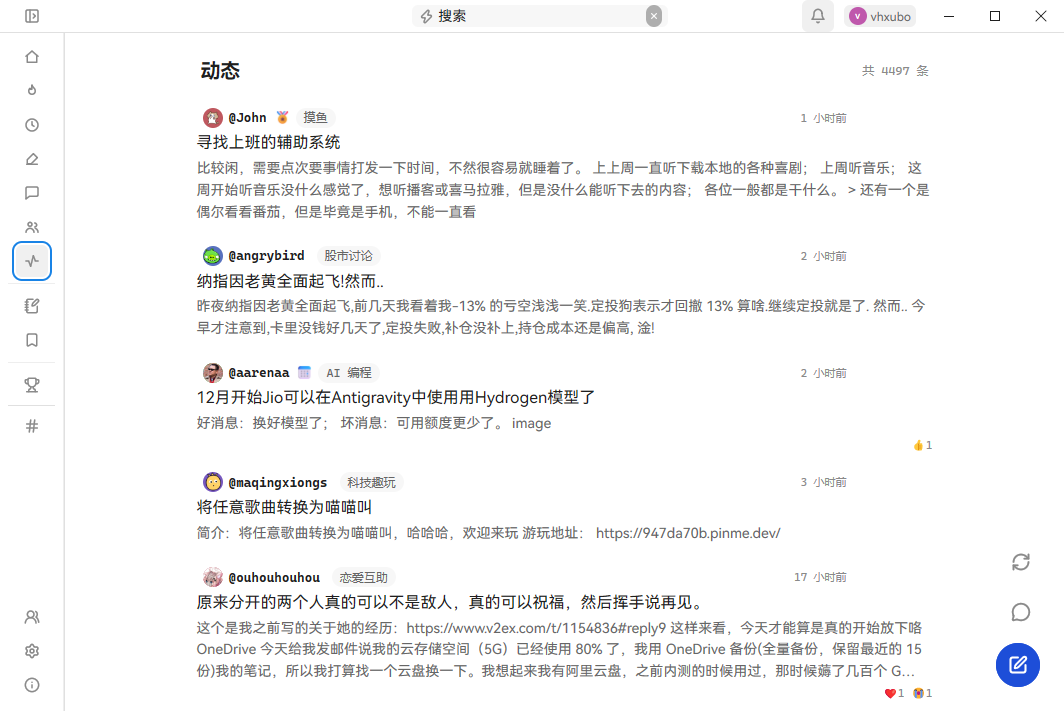 搜索
v vhxubo
动态
共 4497 条
@John 摸鱼 1 小时前
寻找上班的辅助系统
比较闲，需要点次要事情打发一下时间，不然很容易就睡着了。 上上周一直听下载本地的各种喜剧； 上周听音乐； 这
周开始听音乐没什么感觉了，想听播客或喜马拉雅，但是没什么能听下去的内容； 各位一般都是干什么。 > 还有一个是
偶尔看看番茄，但是毕竟是手机，不能一直看
@angrybird 股市讨论 2 小时前
纳指因老黄全面起飞!然而..
昨夜纳指因老黄全面起飞,前几天我看着我-13% 的亏空浅浅一笑.定投狗表示才回撤 13% 算啥.继续定投就是了. 然而.. 今
早才注意到,卡里没钱好几天了,定投失败,补仓没补上,持仓成本还是偏高, 淦!
@aarenaa AI 编程 2 小时前
12月开始Jio可以在Antigravity中使用用Hydrogen模型了
好消息：换好模型了； 坏消息：可用额度更少了。 image
👍1
@maqingxiongs 科技趣玩 3 小时前
将任意歌曲转换为喵喵叫
简介：将任意歌曲转换为喵喵叫，哈哈哈，欢迎来玩 游玩地址： https://947da70b.pinme.dev/
@ouhouhouhou 恋爱互助 17 小时前
原来分开的两个人真的可以不是敌人，真的可以祝福，然后挥手说再见。
这个是我之前写的关于她的经历：https://www.v2ex.com/t/1154836#reply9 这样来看，今天才能算是真的开始放下咯
OneDrive 今天给我发邮件说我的云存储空间（5G）已经使用 80% 了，我用 OneDrive 备份(全量备份，保留最近的 15
份)我的笔记，所以我打算找一个云盘换一下。我想起来我有阿里云盘，之前内测的时候用过，那时候薅了几百个 G...
❤️1 1